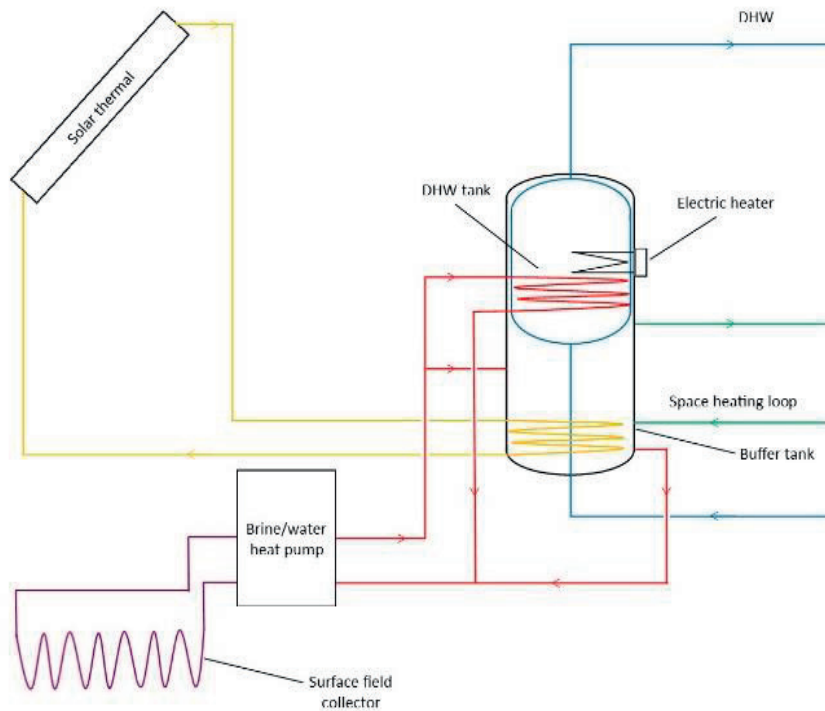 DHW
Solar thermal
DHW tank
Electric heater
Space heating loop
Buffer tank
Brine/water
heat pump
Surface field
collector